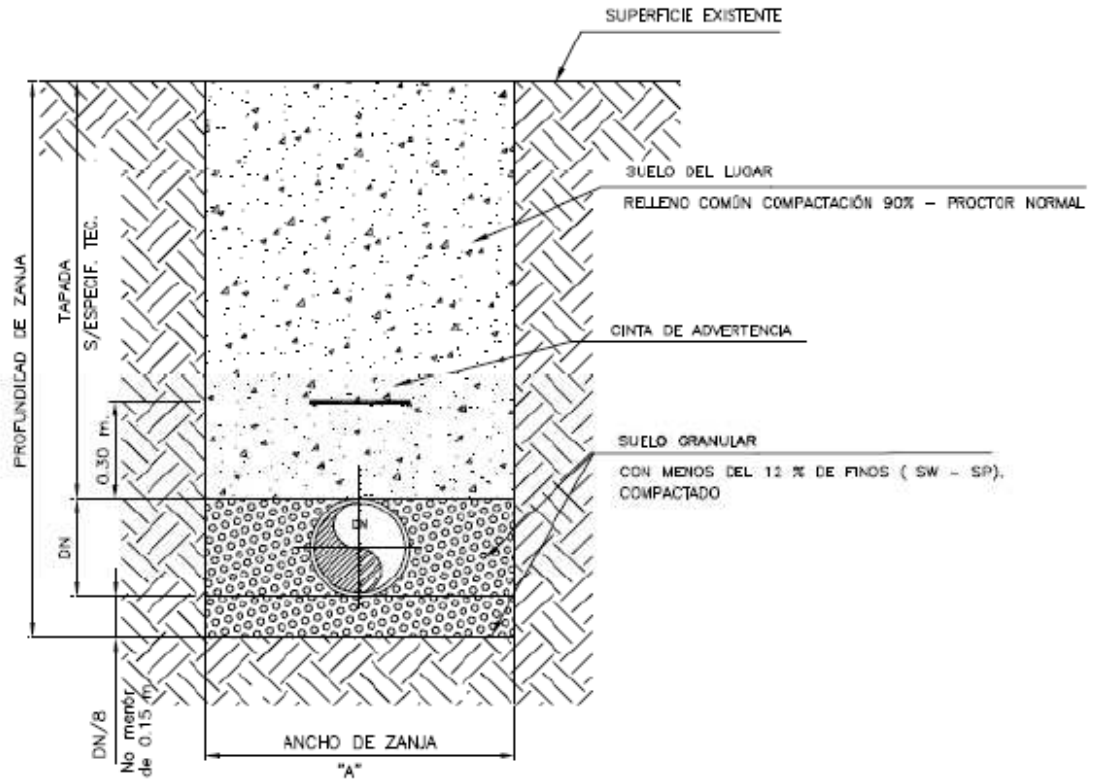 SUPERFICIE EXISTENTE
SUELO DEL LUGAR
RELLENO COMÚN COMPACTACIÓN 90% – PROCTOR NORMAL
CINTA DE ADVERTENCIA
SUELO GRANULAR
CON MENOS DEL 12 % DE FINOS ( SW – SP).
COMPACTADO
PROFUNDIDAD DE ZANJA
TAPADA
S/ESPECIF. TEC.
0.30 m.
DN
DN
DN/8
No menor
de 0.15 m
ANCHO DE ZANJA
"A"